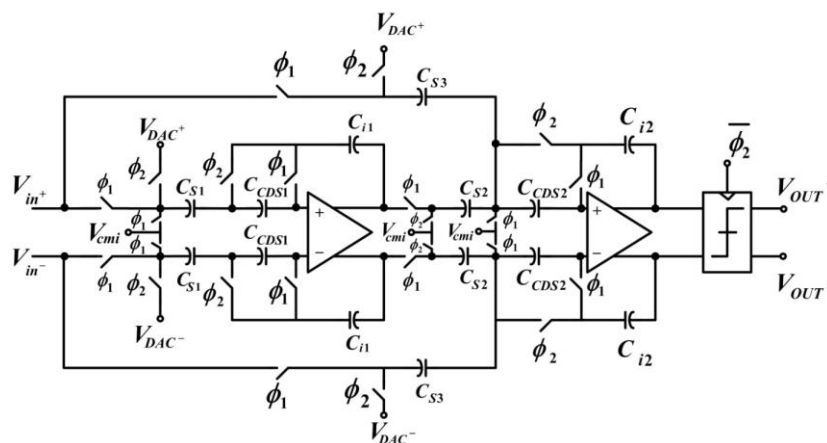 V_DAC+
ϕ1 ϕ2 C_S3
V_DAC+ C_i1 ϕ2 C_i2 ϕ̅2
ϕ2 ϕ2 ϕ1 ϕ1
V_in+ ϕ1 C_S1 C_CDS1 ϕ1 C_S2 C_CDS2 V_OUT+
ϕ1 + ϕ2 ϕ1 +
V_cmi V_cmi V_cmi
ϕ1 C_CDS1 − ϕ2 ϕ1 −
V_in- ϕ1 ϕ2 C_S1 ϕ2 ϕ1 ϕ1 C_S2 C_CDS2 ϕ1 V_OUT-
V_DAC- C_i1 ϕ2 C_i2
ϕ1 ϕ2 C_S3
V_DAC-